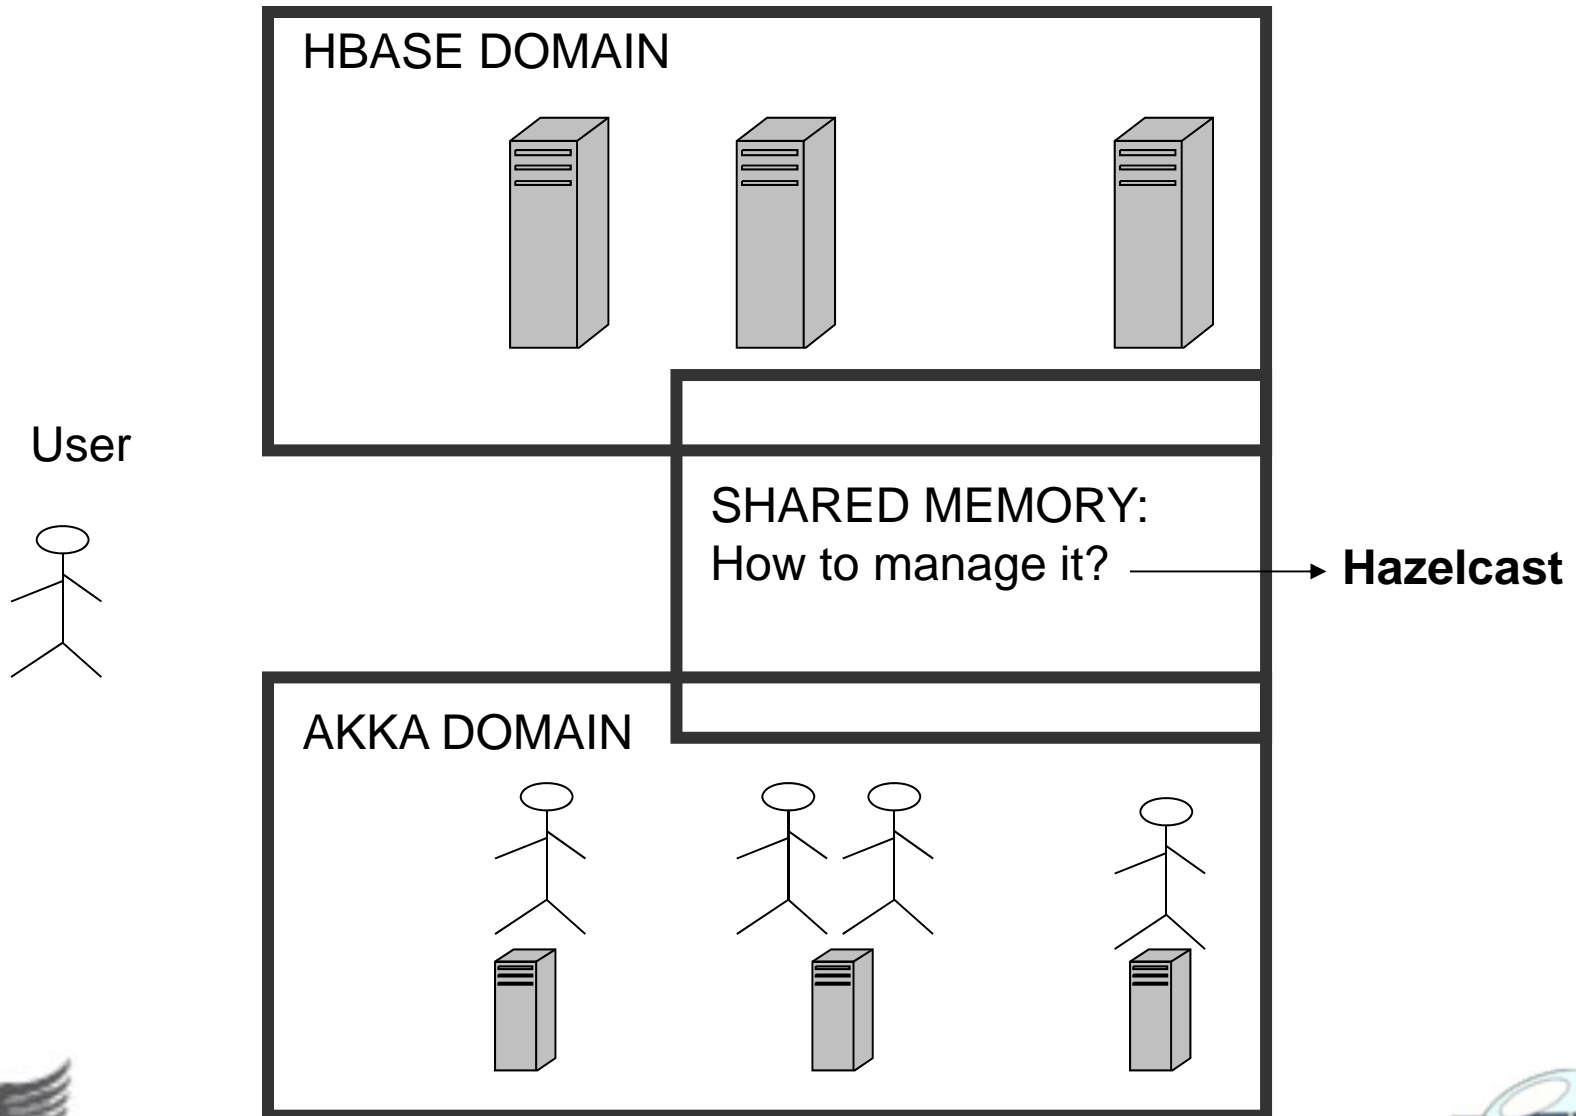 HBASE DOMAIN
User
SHARED MEMORY:
How to manage it?
Hazelcast
AKKA DOMAIN